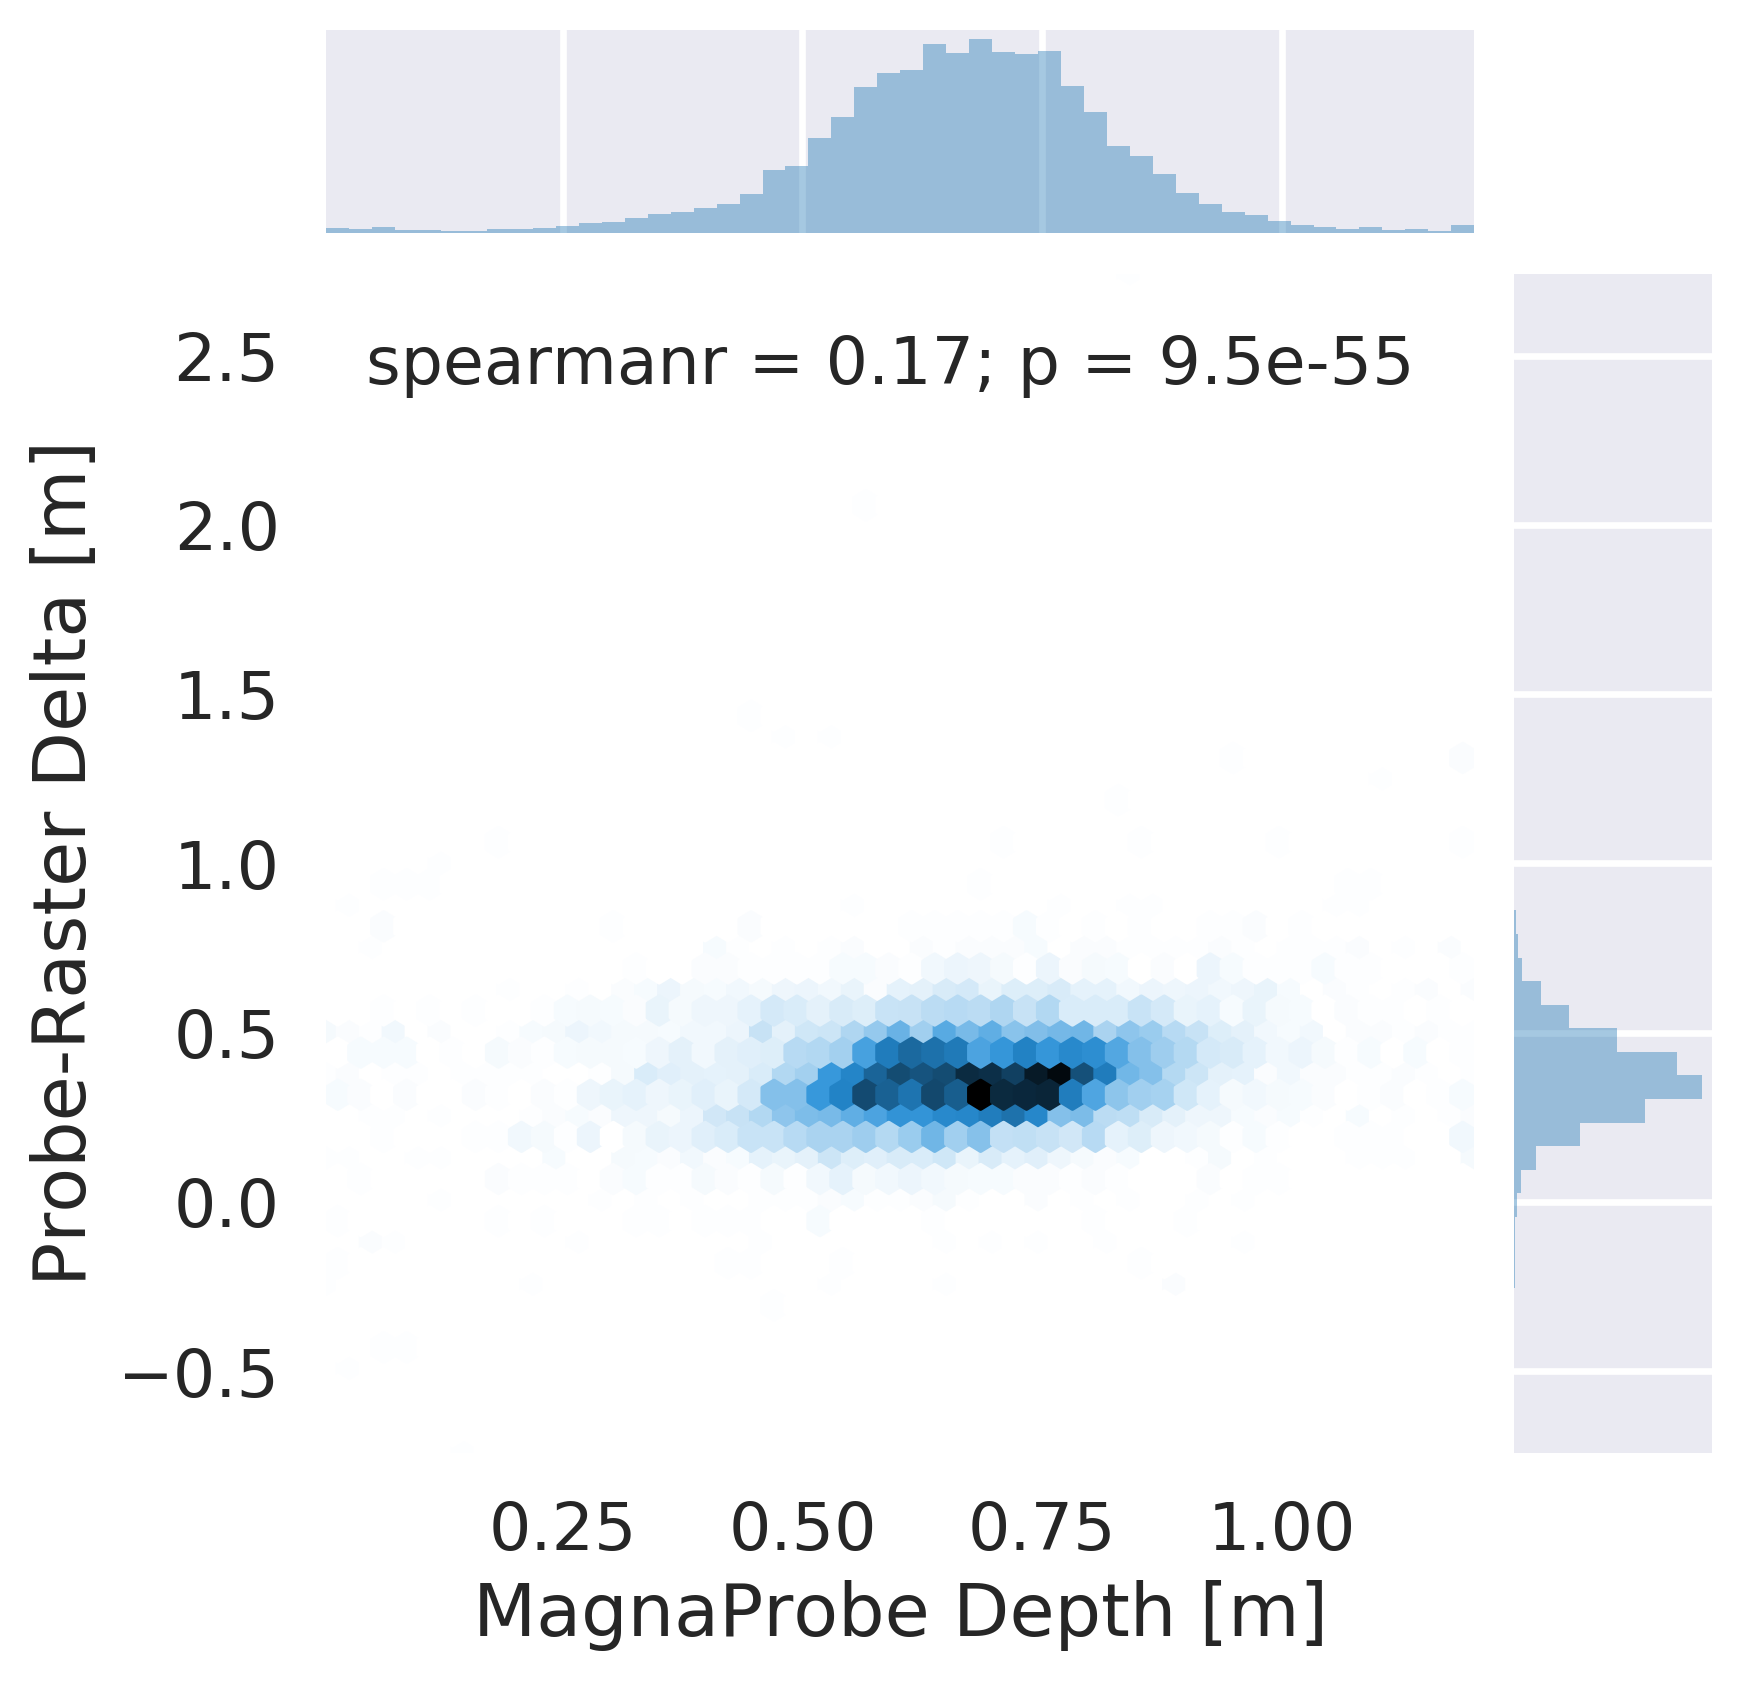 spearmanr = 0.17; p = 9.5e-55
2.5
2.0
1.5
1.0
0.5
0.0
−0.5
Probe-Raster Delta [m]
0.25 0.50 0.75 1.00
MagnaProbe Depth [m]